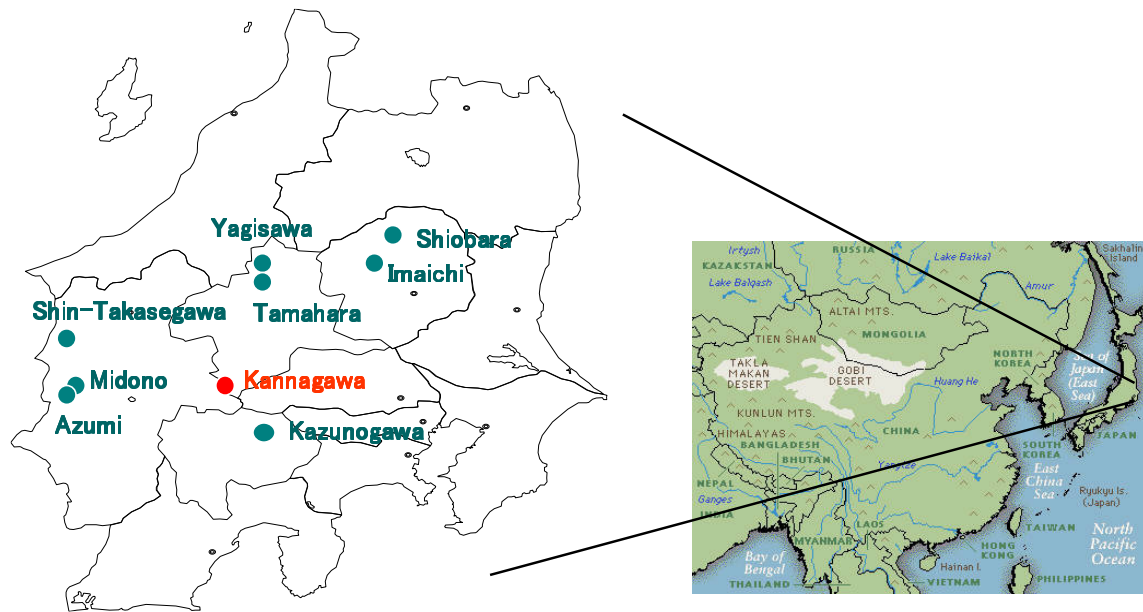 Yagisawa
Shiobara
Imaichi
Tamahara
Shin-Takasegawa
Midono
Kannagawa
Azumi
Kazunogawa
Irtysh
RUSSIA
Lake Baikal
Sakhalin
Island
KAZAKSTAN
Lake Balqash
Amur
ALTAI MTS.
MONGOLIA
TIEN SHAN
TAKLA
MAKAN
DESERT
GOBI
DESERT
NORTH
KOREA
Sea of
Japan
(East
Sea)
Huang He
KUNLUN MTS.
CHINA
HIMALAYAS
BANGLADESH
BHUTAN
SOUTH
KOREA
JAPAN
Yangtze
East
China
Sea
NEPAL
Ganges
INDIA
Ryukyu Is.
(Japan)
LAOS
TAIWAN
MYANMAR
HONG
KONG
North
Pacific
Ocean
Bay of
Bengal
Hainan I.
THAILAND
VIETNAM
PHILIPPINES